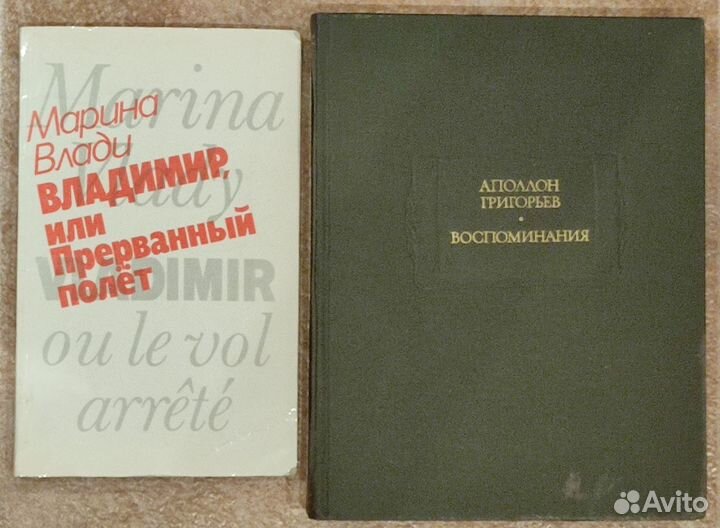 Marina
Vlady
VLADIMIR
ou le vol
arrêté
Марина
Влади
ВЛАДИМИР,
или
Прерванный
полёт
АПОЛЛОН
ГРИГОРЬЕВ
•
ВОСПОМИНАНИЯ
Avito